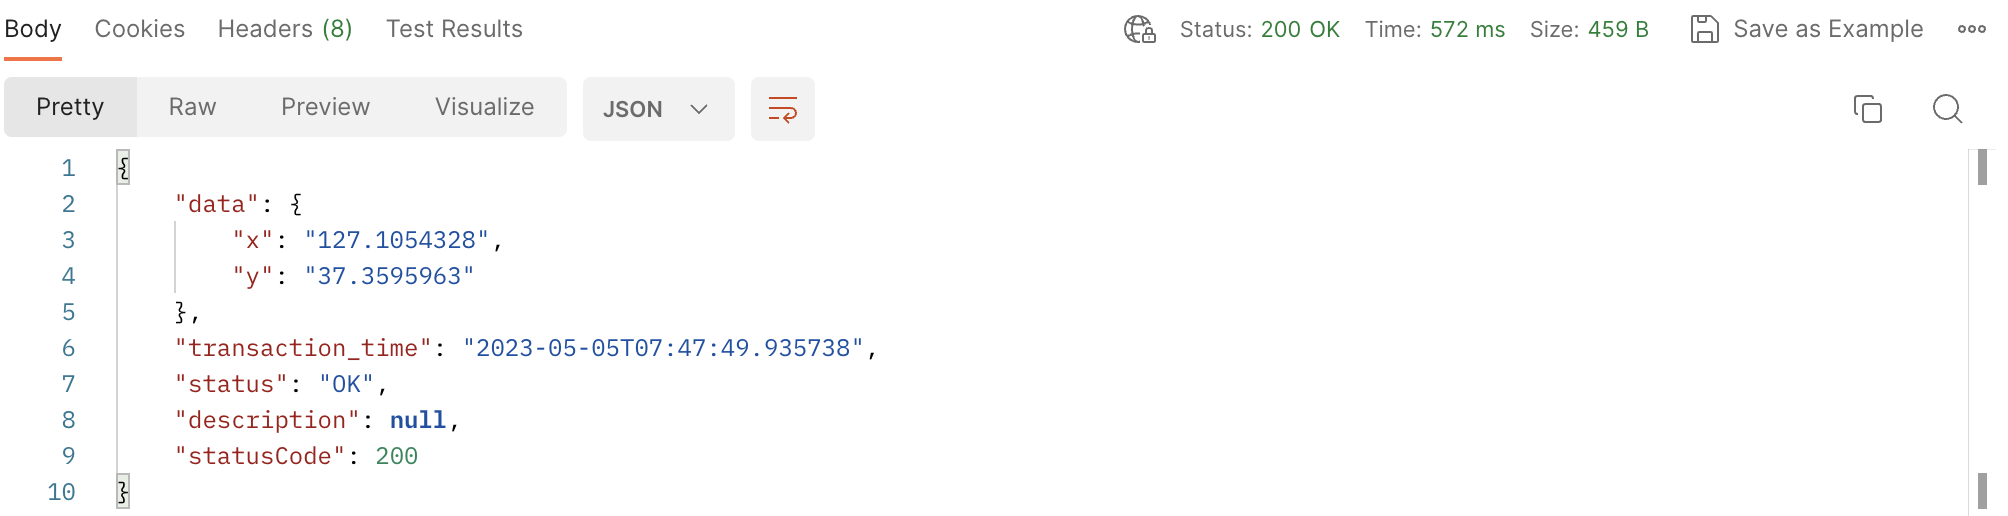 Body Cookies Headers (8) Test Results Status: 200 OK Time: 572 ms Size: 459 B Save as Example
Pretty Raw Preview Visualize JSON
1 {
2     "data": {
3         "x": "127.1054328",
4         "y": "37.3595963"
5     },
6     "transaction_time": "2023-05-05T07:47:49.935738",
7     "status": "OK",
8     "description": null,
9     "statusCode": 200
10 }